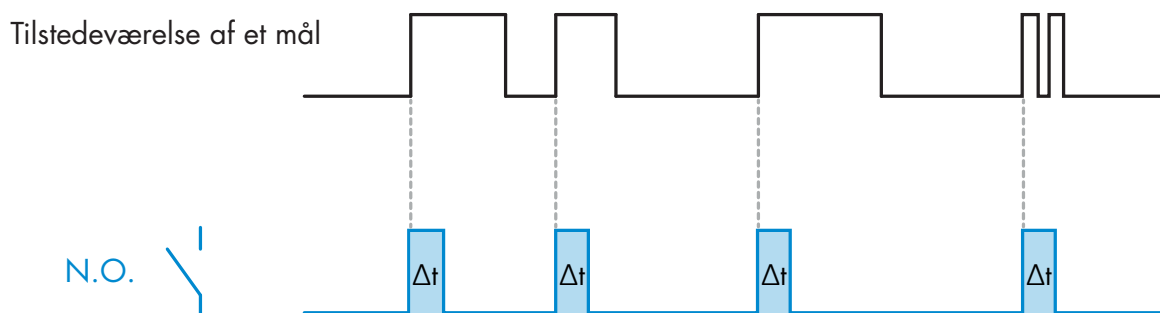 Tilstedeværelse af et mål
N.O.
Δt Δt Δt Δt